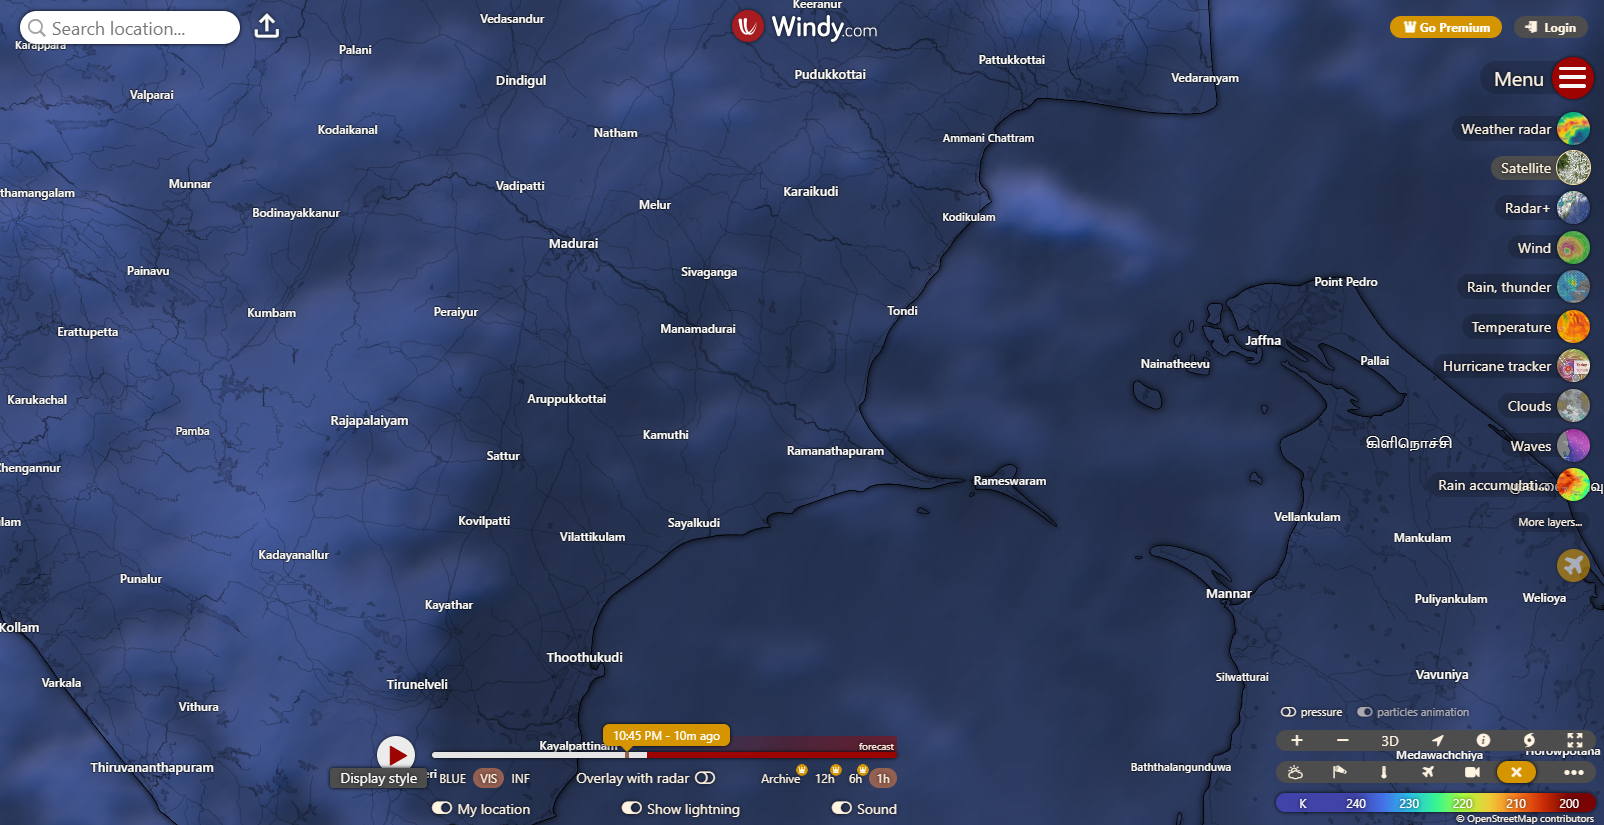 Search location...
Windy.com
Go Premium
Login
Menu
Weather radar
Satellite
Radar+
Wind
Rain, thunder
Temperature
Hurricane tracker
Clouds
Waves
Rain accumulati...
More layers...
Keeranur
Vedasandur
Karappara
Palani
Pattukkottai
Dindigul
Pudukkottai
Vedaranyam
Valparai
Kodaikanal
Natham
Ammani Chattram
Munnar
Vadipatti
Karaikudi
thamangalam
Bodinayakkanur
Melur
Kodikulam
Madurai
Painavu
Sivaganga
Point Pedro
Kumbam
Peraiyur
Tondi
Erattupetta
Manamadurai
Jaffna
Nainatheevu
Pallai
Karukachal
Aruppukkottai
Pamba
Rajapalaiyam
Kamuthi
கிளிநொச்சி
Sattur
Ramanathapuram
Chengannur
Rameswaram
lam
Kovilpatti
Sayalkudi
Vellankulam
Vilattikulam
Mankulam
Kadayanallur
Punalur
Mannar
Puliyankulam
Welioya
Kayathar
Kollam
Thoothukudi
Varkala
Tirunelveli
Silwatturai
Vavuniya
Vithura
Kayalpattinam
Thiruvananthapuram
Baththalangunduwa
Medawachchiya
Horowpotana
10:45 PM - 10m ago
forecast
Display style
eri
BLUE VIS INF
Overlay with radar
Archive 12h 6h 1h
My location
Show lightning
Sound
pressure
particles animation
3D
K 240 230 220 210 200
© OpenStreetMap contributors